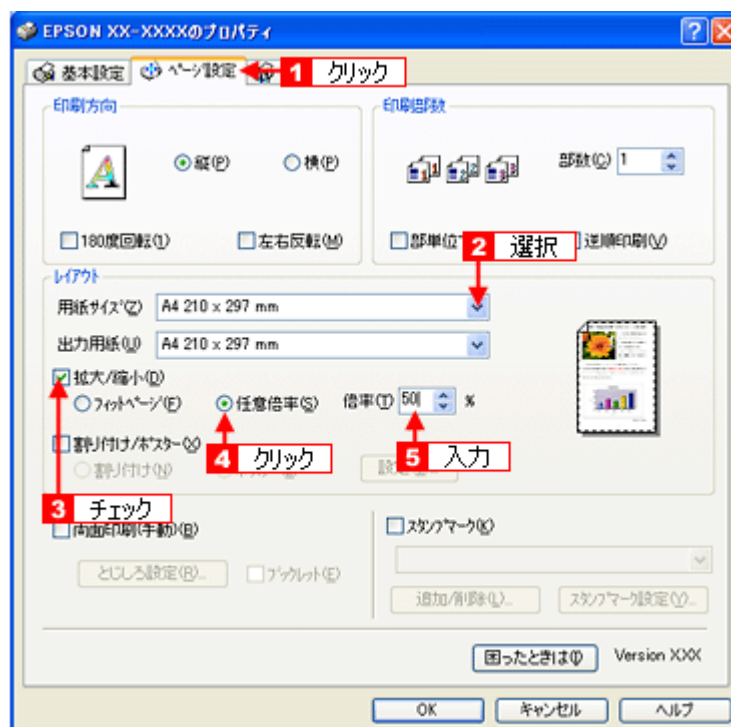 EPSON XX-XXXXのプロパティ
基本設定 ページ設定 1 クリック
印刷方向
縦(P) 横(P)
180度回転(1) 左右反転(M)
印刷部数
部数(C) 1
部単位 逆順印刷(V)
2 選択
レイアウト
用紙サイズ(Z) A4 210 x 297 mm
出力用紙(U) A4 210 x 297 mm
拡大/縮小(D)
フィットページ(F) 任意倍率(S) 倍率(T) 50 %
割り付け/ポスター(X)
4 クリック 5 入力
割り付け(N)
3 チェック
両面印刷(手動)(B)
とじしろ設定(R)... ブックレット(E)
スタンプマーク(K)
追加/削除(L)... スタンプマーク設定(Y)...
困ったときは(I) Version XXX
OK キャンセル ヘルプ